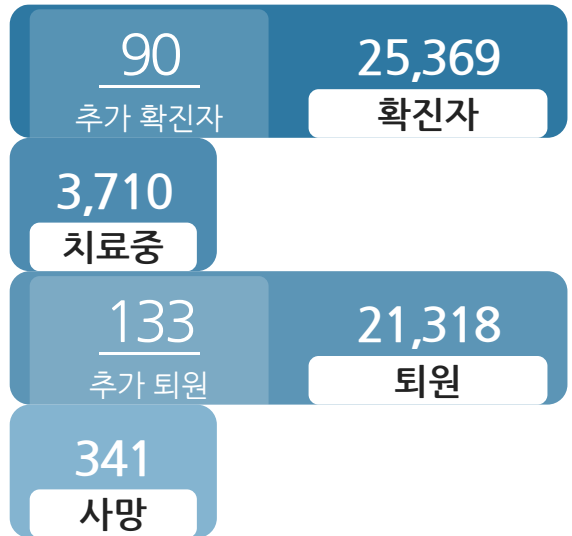 90
추가 확진자
25,369
확진자
3,710
치료중
133
추가 퇴원
21,318
퇴원
341
사망